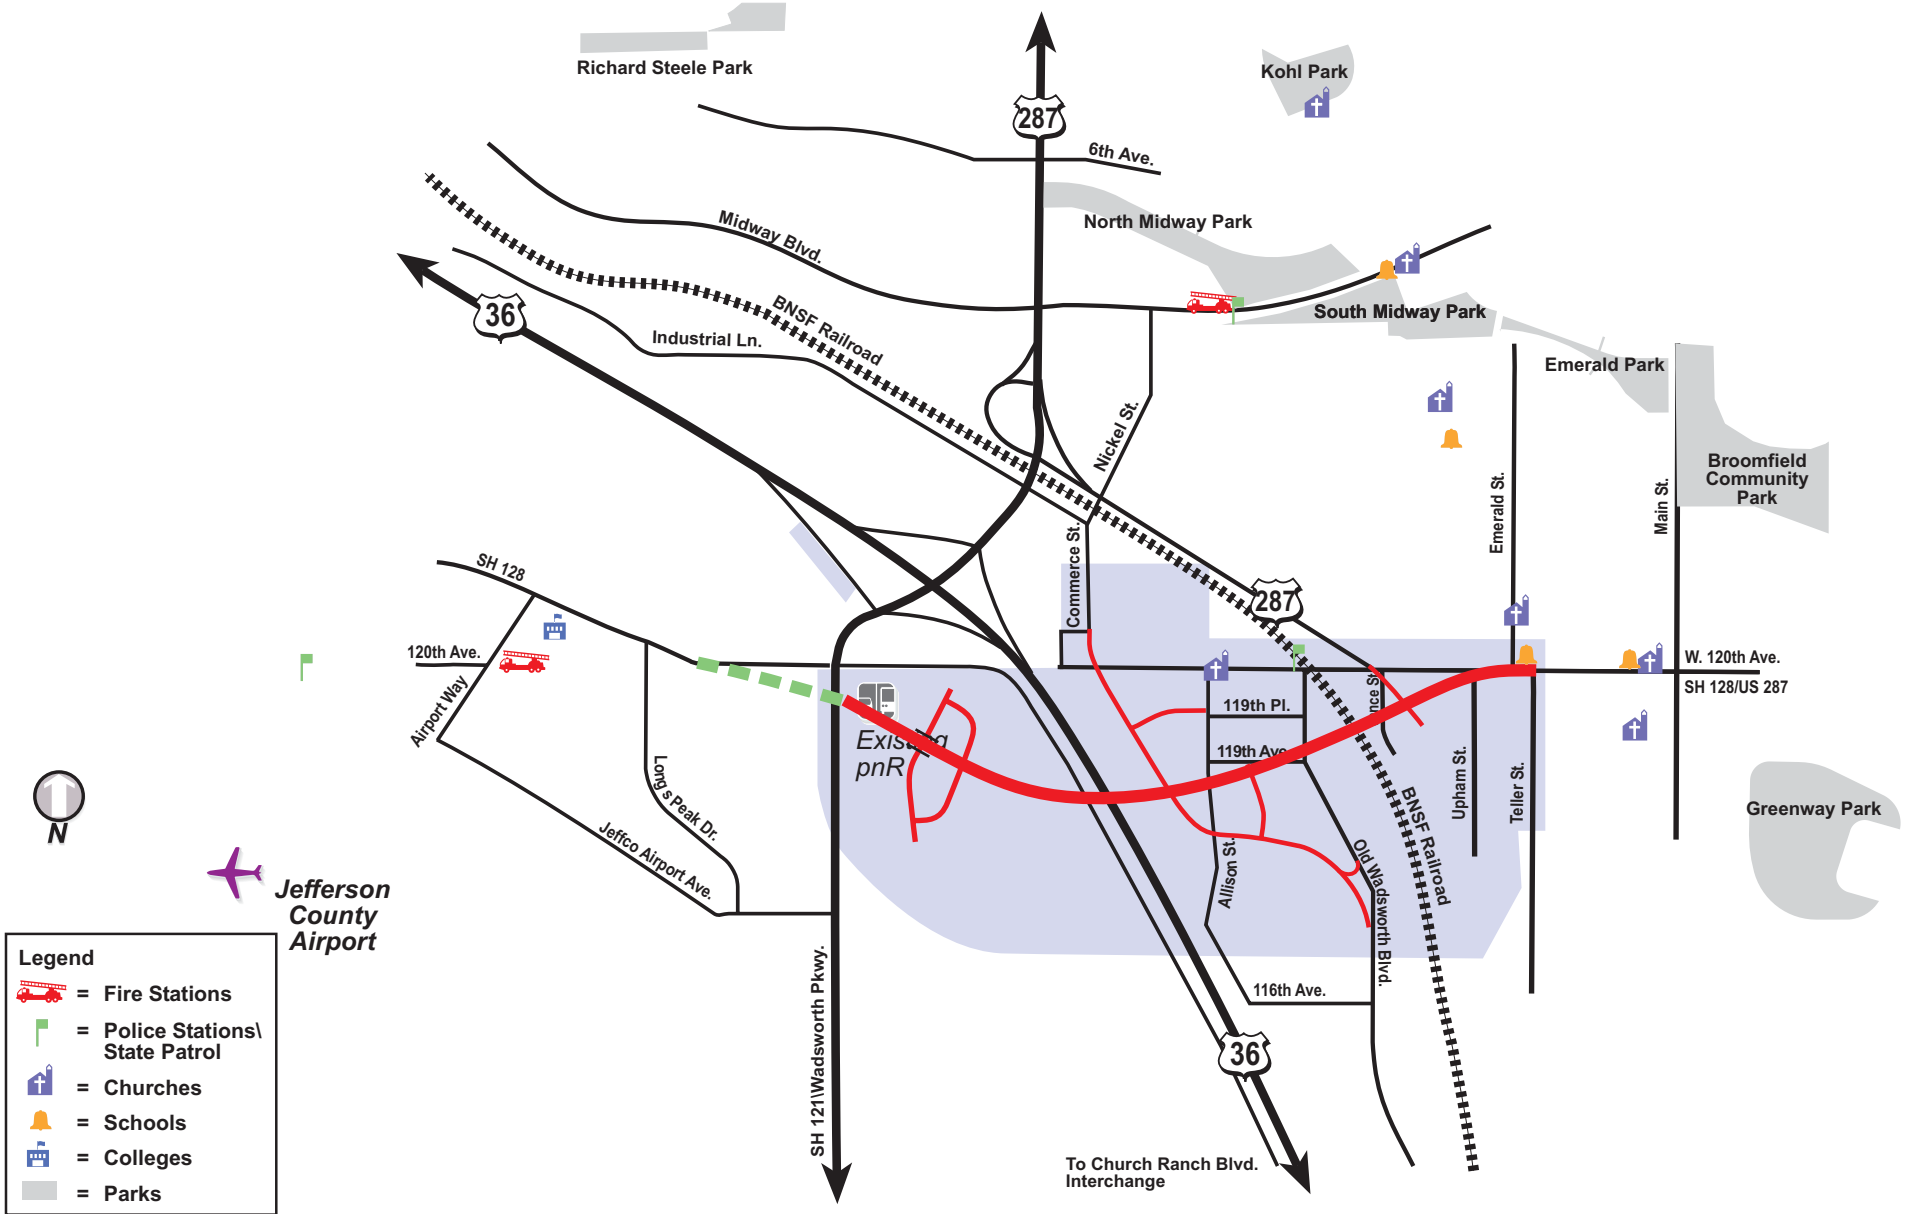 Richard Steele Park
Kohl Park
287
6th Ave.
North Midway Park
Midway Blvd.
BNSF Railroad
36
Industrial Ln.
South Midway Park
Emerald Park
Nickel St.
Broomfield
Community
Park
Emerald St.
Main St.
Commerce St.
SH 128
287
120th Ave.
W. 120th Ave.
SH 128/US 287
Airport Way
119th Pl.
119th Ave
Existing
pnR
Long s Peak Dr.
Upham St.
Teller St.
BNSF Railroad
Greenway Park
Jeffco Airport Ave.
Allison St.
Old Wadsworth Blvd.
N
Jefferson
County
Airport
SH 121\Wadsworth Pkwy.
116th Ave.
36
To Church Ranch Blvd.
Interchange
Legend
= Fire Stations
= Police Stations\
State Patrol
= Churches
= Schools
= Colleges
= Parks